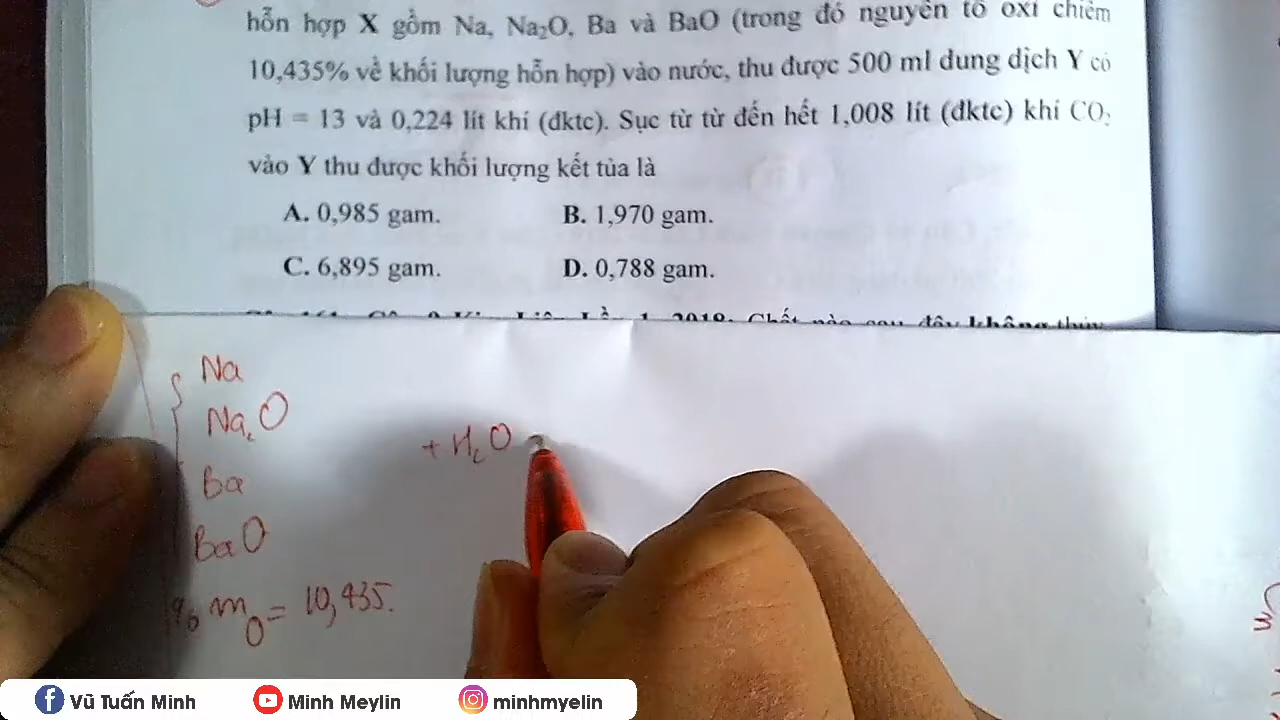 hỗn hợp X gồm Na, Na₂O, Ba và BaO (trong đó nguyên tố oxi chiếm
10,435% về khối lượng hỗn hợp) vào nước, thu được 500 ml dung dịch Y có
pH = 13 và 0,224 lít khí (đktc). Sục từ từ đến hết 1,008 lít (đktc) khí CO₂
vào Y thu được khối lượng kết tủa là
A. 0,985 gam. B. 1,970 gam.
C. 6,895 gam. D. 0,788 gam.
Na
Na₂O
+ H₂O
Ba
BaO
% m O = 10,435.
Vũ Tuấn Minh Minh Meylin minhmyelin